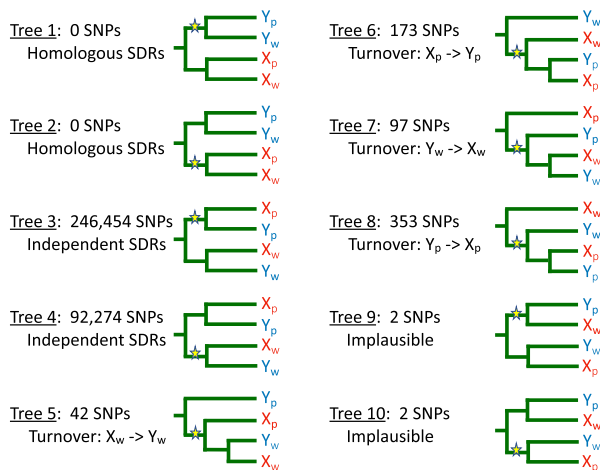 Tree 1: 0 SNPs
Homologous SDRs
Yp
Yw
Xp
Xw
Tree 2: 0 SNPs
Homologous SDRs
Yp
Yw
Xp
Xw
Tree 3: 246,454 SNPs
Independent SDRs
Xp
Yp
Xw
Yw
Tree 4: 92,274 SNPs
Independent SDRs
Xp
Yp
Xw
Yw
Tree 5: 42 SNPs
Turnover: Xw -> Yw
Yp
Xp
Yw
Xw
Tree 6: 173 SNPs
Turnover: Xp -> Yp
Yw
Xw
Yp
Xp
Tree 7: 97 SNPs
Turnover: Yw -> Xw
Xp
Yp
Xw
Yw
Tree 8: 353 SNPs
Turnover: Yp -> Xp
Xw
Yw
Xp
Yp
Tree 9: 2 SNPs
Implausible
Yp
Xw
Yw
Xp
Tree 10: 2 SNPs
Implausible
Yp
Xw
Yw
Xp